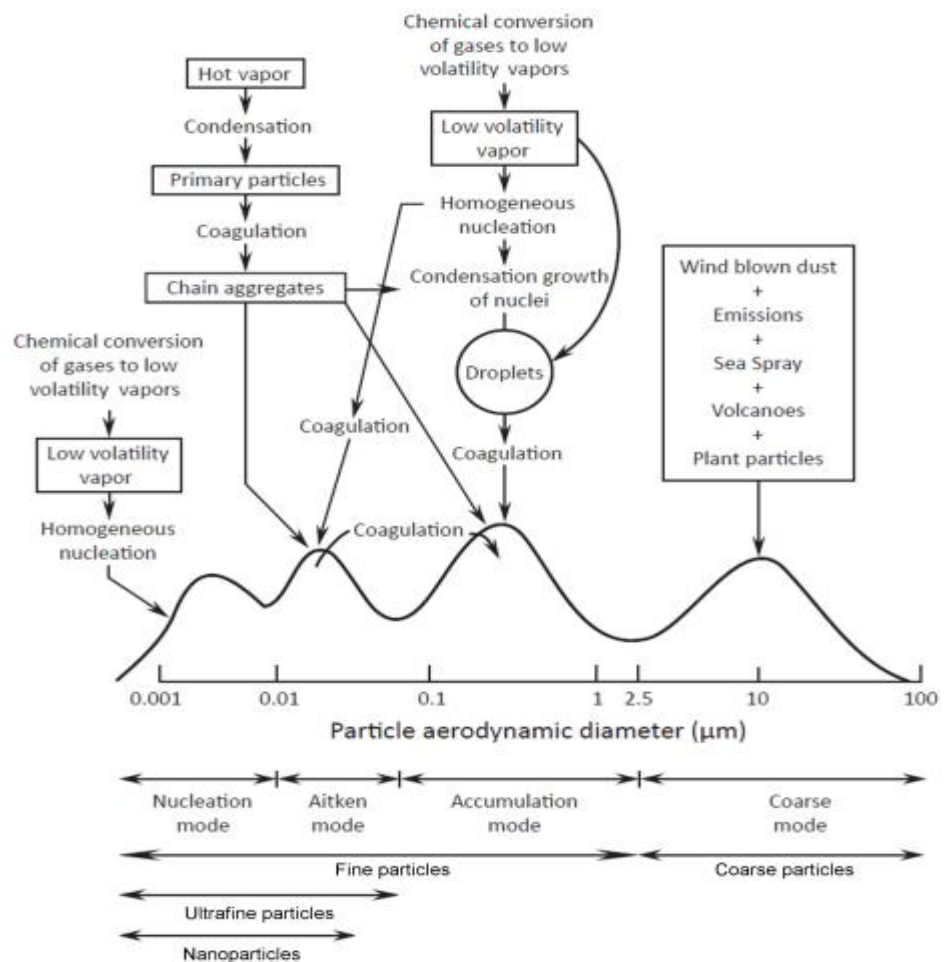 Chemical conversion
of gases to low
volatility vapors
Hot vapor
Condensation
Low volatility
vapor
Primary particles
Homogeneous
nucleation
Coagulation
Wind blown dust
+
Emissions
+
Sea Spray
+
Volcanoes
+
Plant particles
Condensation growth
of nuclei
Chain aggregates
Chemical conversion
of gases to low
volatility vapors
Droplets
Coagulation
Coagulation
Low volatility
vapor
Homogeneous
nucleation
Coagulation
0.001 0.01 0.1 1 2.5 10 100
Particle aerodynamic diameter (μm)
Nucleation
mode
Aitken
mode
Accumulation
mode
Coarse
mode
Fine particles
Coarse particles
Ultrafine particles
Nanoparticles